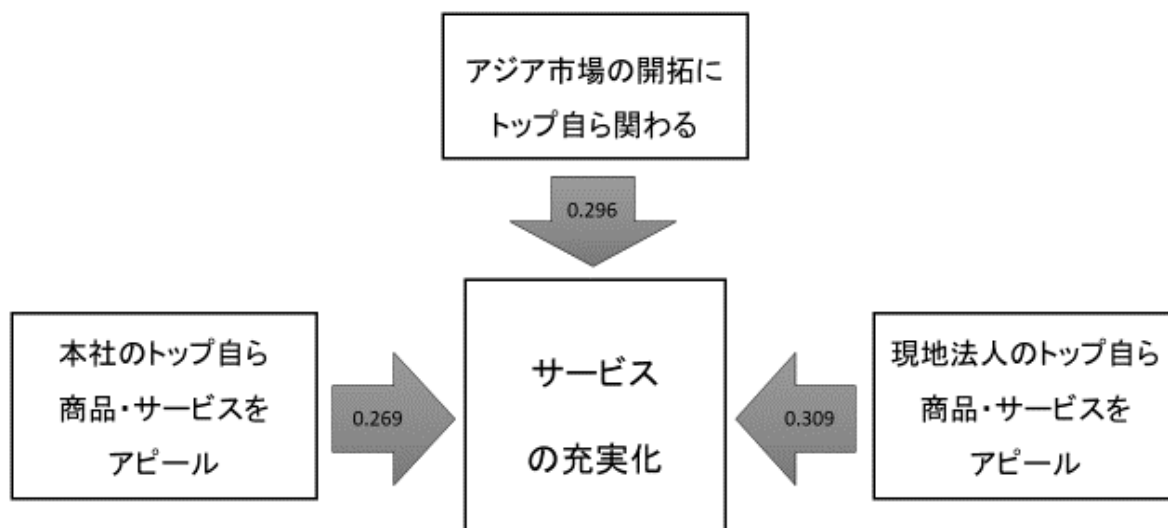 アジア市場の開拓に
トップ自ら関わる
0.296
本社のトップ自ら
商品・サービスを
アピール
0.269
サービス
の充実化
0.309
現地法人のトップ自ら
商品・サービスを
アピール